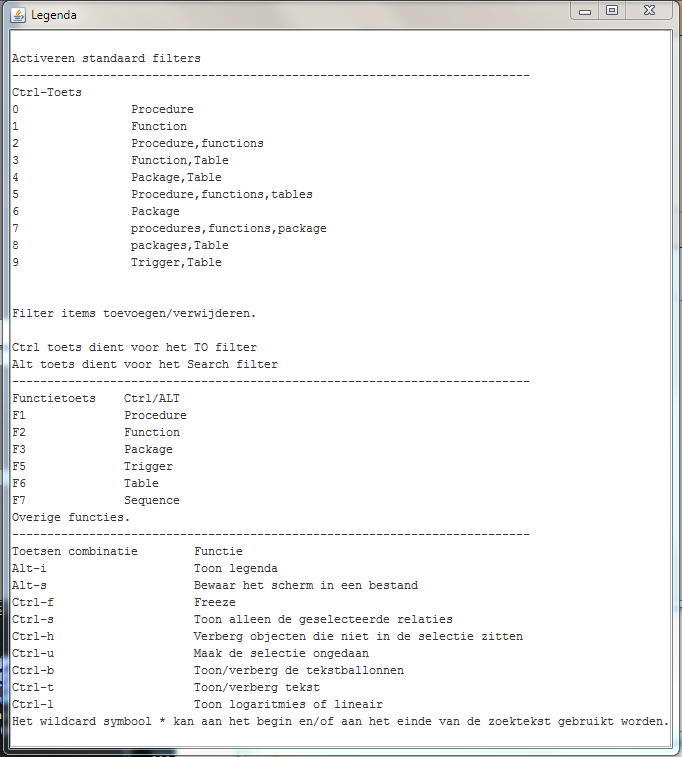 Legenda
Activeren standaard filters
--------------------------------------------------------------------------
Ctrl-Toets
0 Procedure
1 Function
2 Procedure,functions
3 Function,Table
4 Package,Table
5 Procedure,functions,tables
6 Package
7 procedures,functions,package
8 packages,Table
9 Trigger,Table
Filter items toevoegen/verwijderen.
Ctrl toets dient voor het TO filter
Alt toets dient voor het Search filter
--------------------------------------------------------------------------
Functietoets Ctrl/ALT
F1 Procedure
F2 Function
F3 Package
F5 Trigger
F6 Table
F7 Sequence
Overige functies.
--------------------------------------------------------------------------
Toetsen combinatie Functie
Alt-i Toon legenda
Alt-s Bewaar het scherm in een bestand
Ctrl-f Freeze
Ctrl-s Toon alleen de geselecteerde relaties
Ctrl-h Verberg objecten die niet in de selectie zitten
Ctrl-u Maak de selectie ongedaan
Ctrl-b Toon/verberg de tekstballonnen
Ctrl-t Toon/verberg tekst
Ctrl-l Toon logaritmies of lineair
Het wildcard symbool * kan aan het begin en/of aan het einde van de zoektekst gebruikt worden.